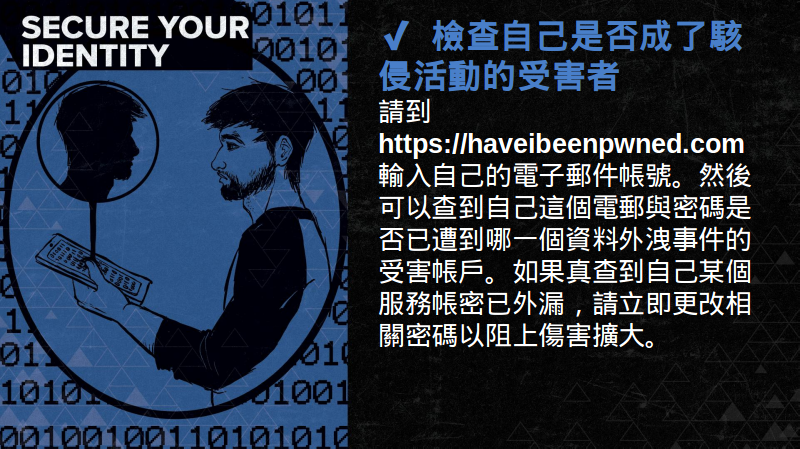 SECURE YOUR
IDENTITY
✓ 檢查自己是否成了駭
侵活動的受害者
請到
https://haveibeenpwned.com
輸入自己的電子郵件帳號。然後
可以查到自己這個電郵與密碼是
否已遭到哪一個資料外洩事件的
受害帳戶。如果真查到自己某個
服務帳密已外漏，請立即更改相
關密碼以阻上傷害擴大。